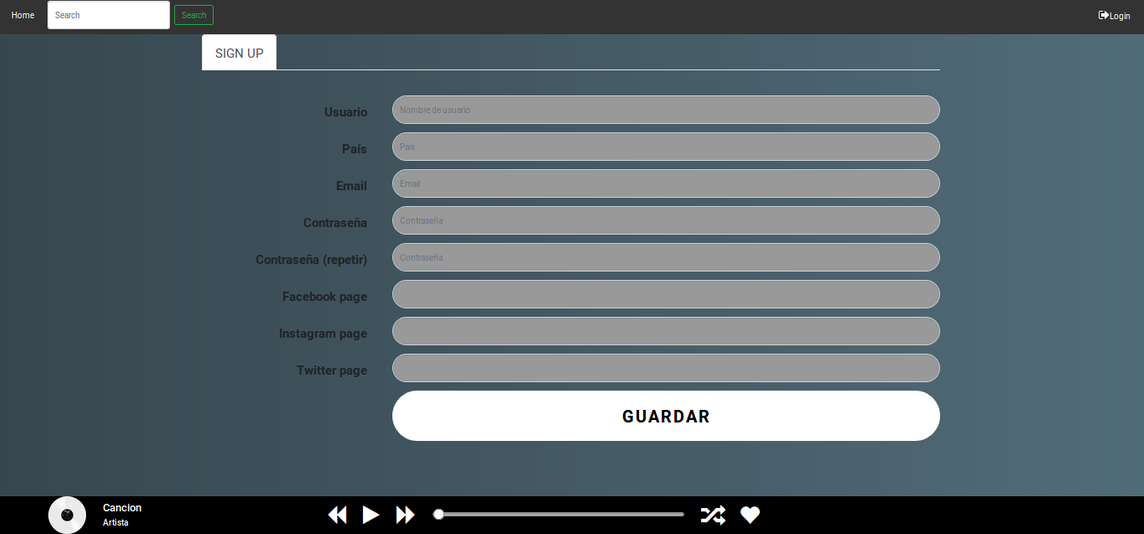 Home Search Search Login
SIGN UP
Usuario Nombre de usuario
País País
Email Email
Contraseña Contraseña
Contraseña (repetir) Contraseña
Facebook page
Instagram page
Twitter page
GUARDAR
Cancion
Artista